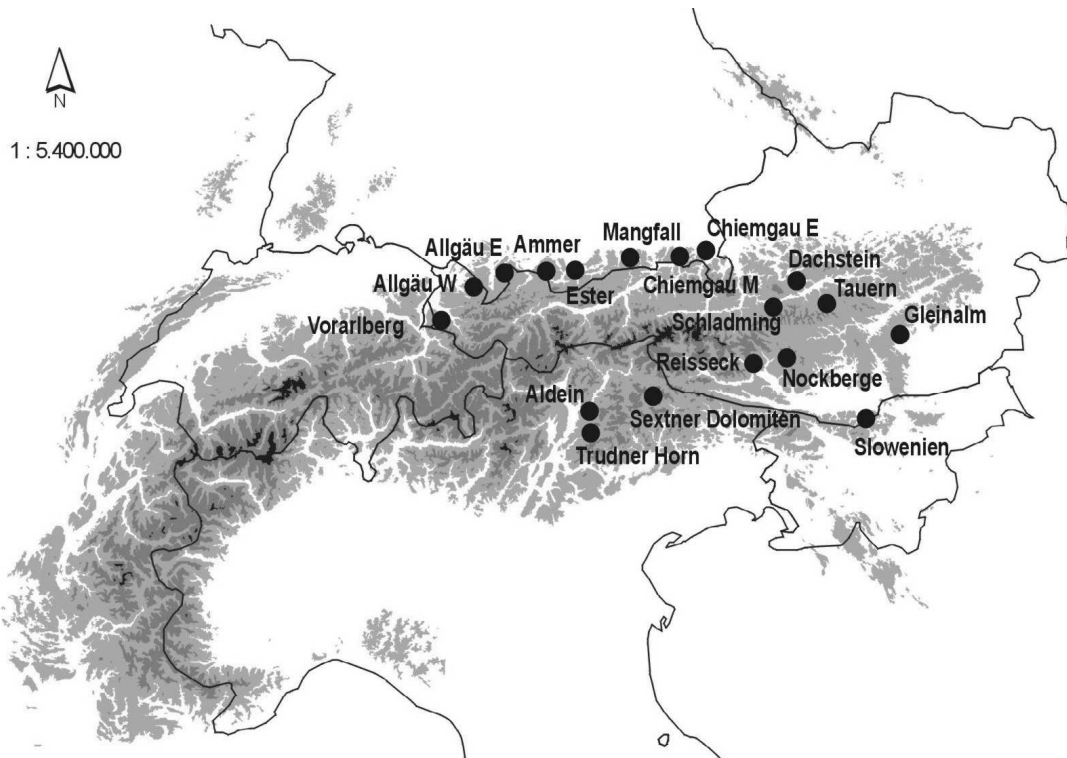 N
1 : 5.400.000
Mangfall
Chiemgau E
Allgäu E
Ammer
Dachstein
Allgäu W
Ester
Chiemgau M
Tauern
Vorarlberg
Schladming
Gleinalm
Reisseck
Nockberge
Aldein
Sextner Dolomiten
Slowenien
Trudner Horn